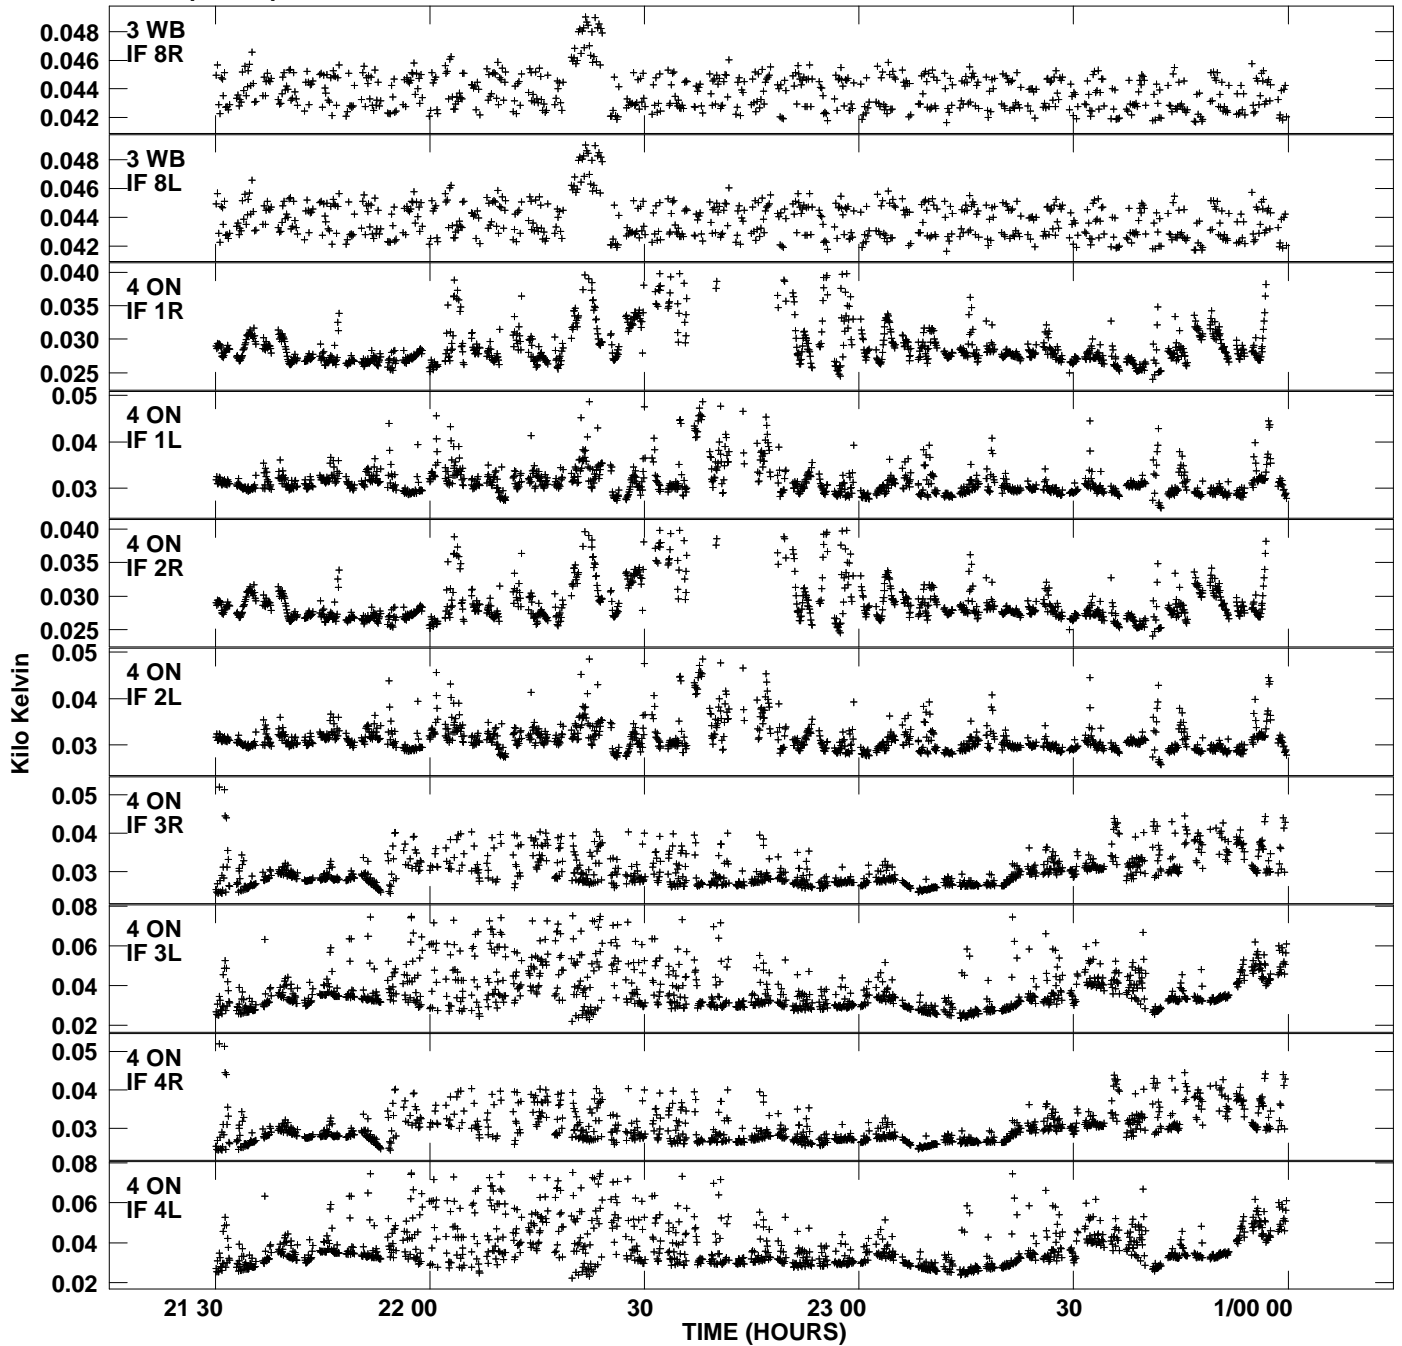 3 WB
IF 8R
0.048
0.046
0.044
0.042
3 WB
IF 8L
0.048
0.046
0.044
0.042
4 ON
IF 1R
0.040
0.035
0.030
0.025
4 ON
IF 1L
0.05
0.04
0.03
4 ON
IF 2R
0.040
0.035
0.030
0.025
4 ON
IF 2L
0.05
0.04
0.03
4 ON
IF 3R
0.05
0.04
0.03
4 ON
IF 3L
0.08
0.06
0.04
0.02
4 ON
IF 4R
0.05
0.04
0.03
4 ON
IF 4L
0.08
0.06
0.04
0.02
Kilo Kelvin
21 30 22 00 30 23 00 30 1/00 00
TIME (HOURS)